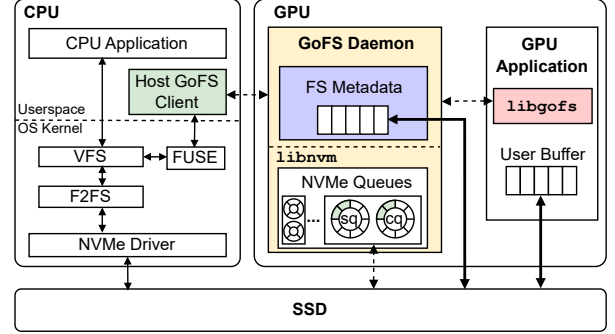 CPU
CPU Application
Host GoFS
Client
Userspace
OS Kernel
VFS
FUSE
F2FS
NVMe Driver
GPU
GoFS Daemon
FS Metadata
libnvm
NVMe Queues
...
sq
cq
GPU
Application
libgofs
User Buffer
SSD